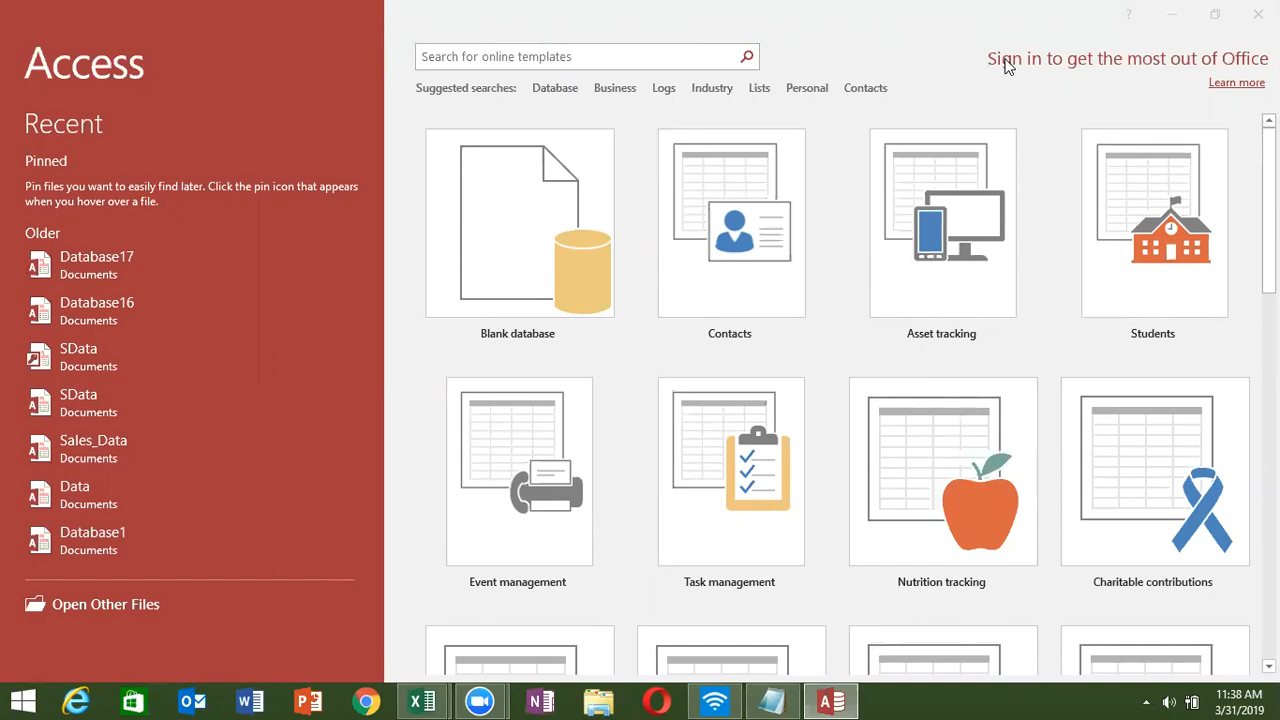 Access
Recent
Pinned
Pin files you want to easily find later. Click the pin icon that appears
when you hover over a file.
Older
Database17
Documents
Database16
Documents
SData
Documents
SData
Documents
Sales_Data
Documents
Data
Documents
Database1
Documents
Open Other Files
Search for online templates
Sign in to get the most out of Office
Learn more
Suggested searches: Database Business Logs Industry Lists Personal Contacts
Blank database
Contacts
Asset tracking
Students
Event management
Task management
Nutrition tracking
Charitable contributions
11:38 AM
3/31/2019